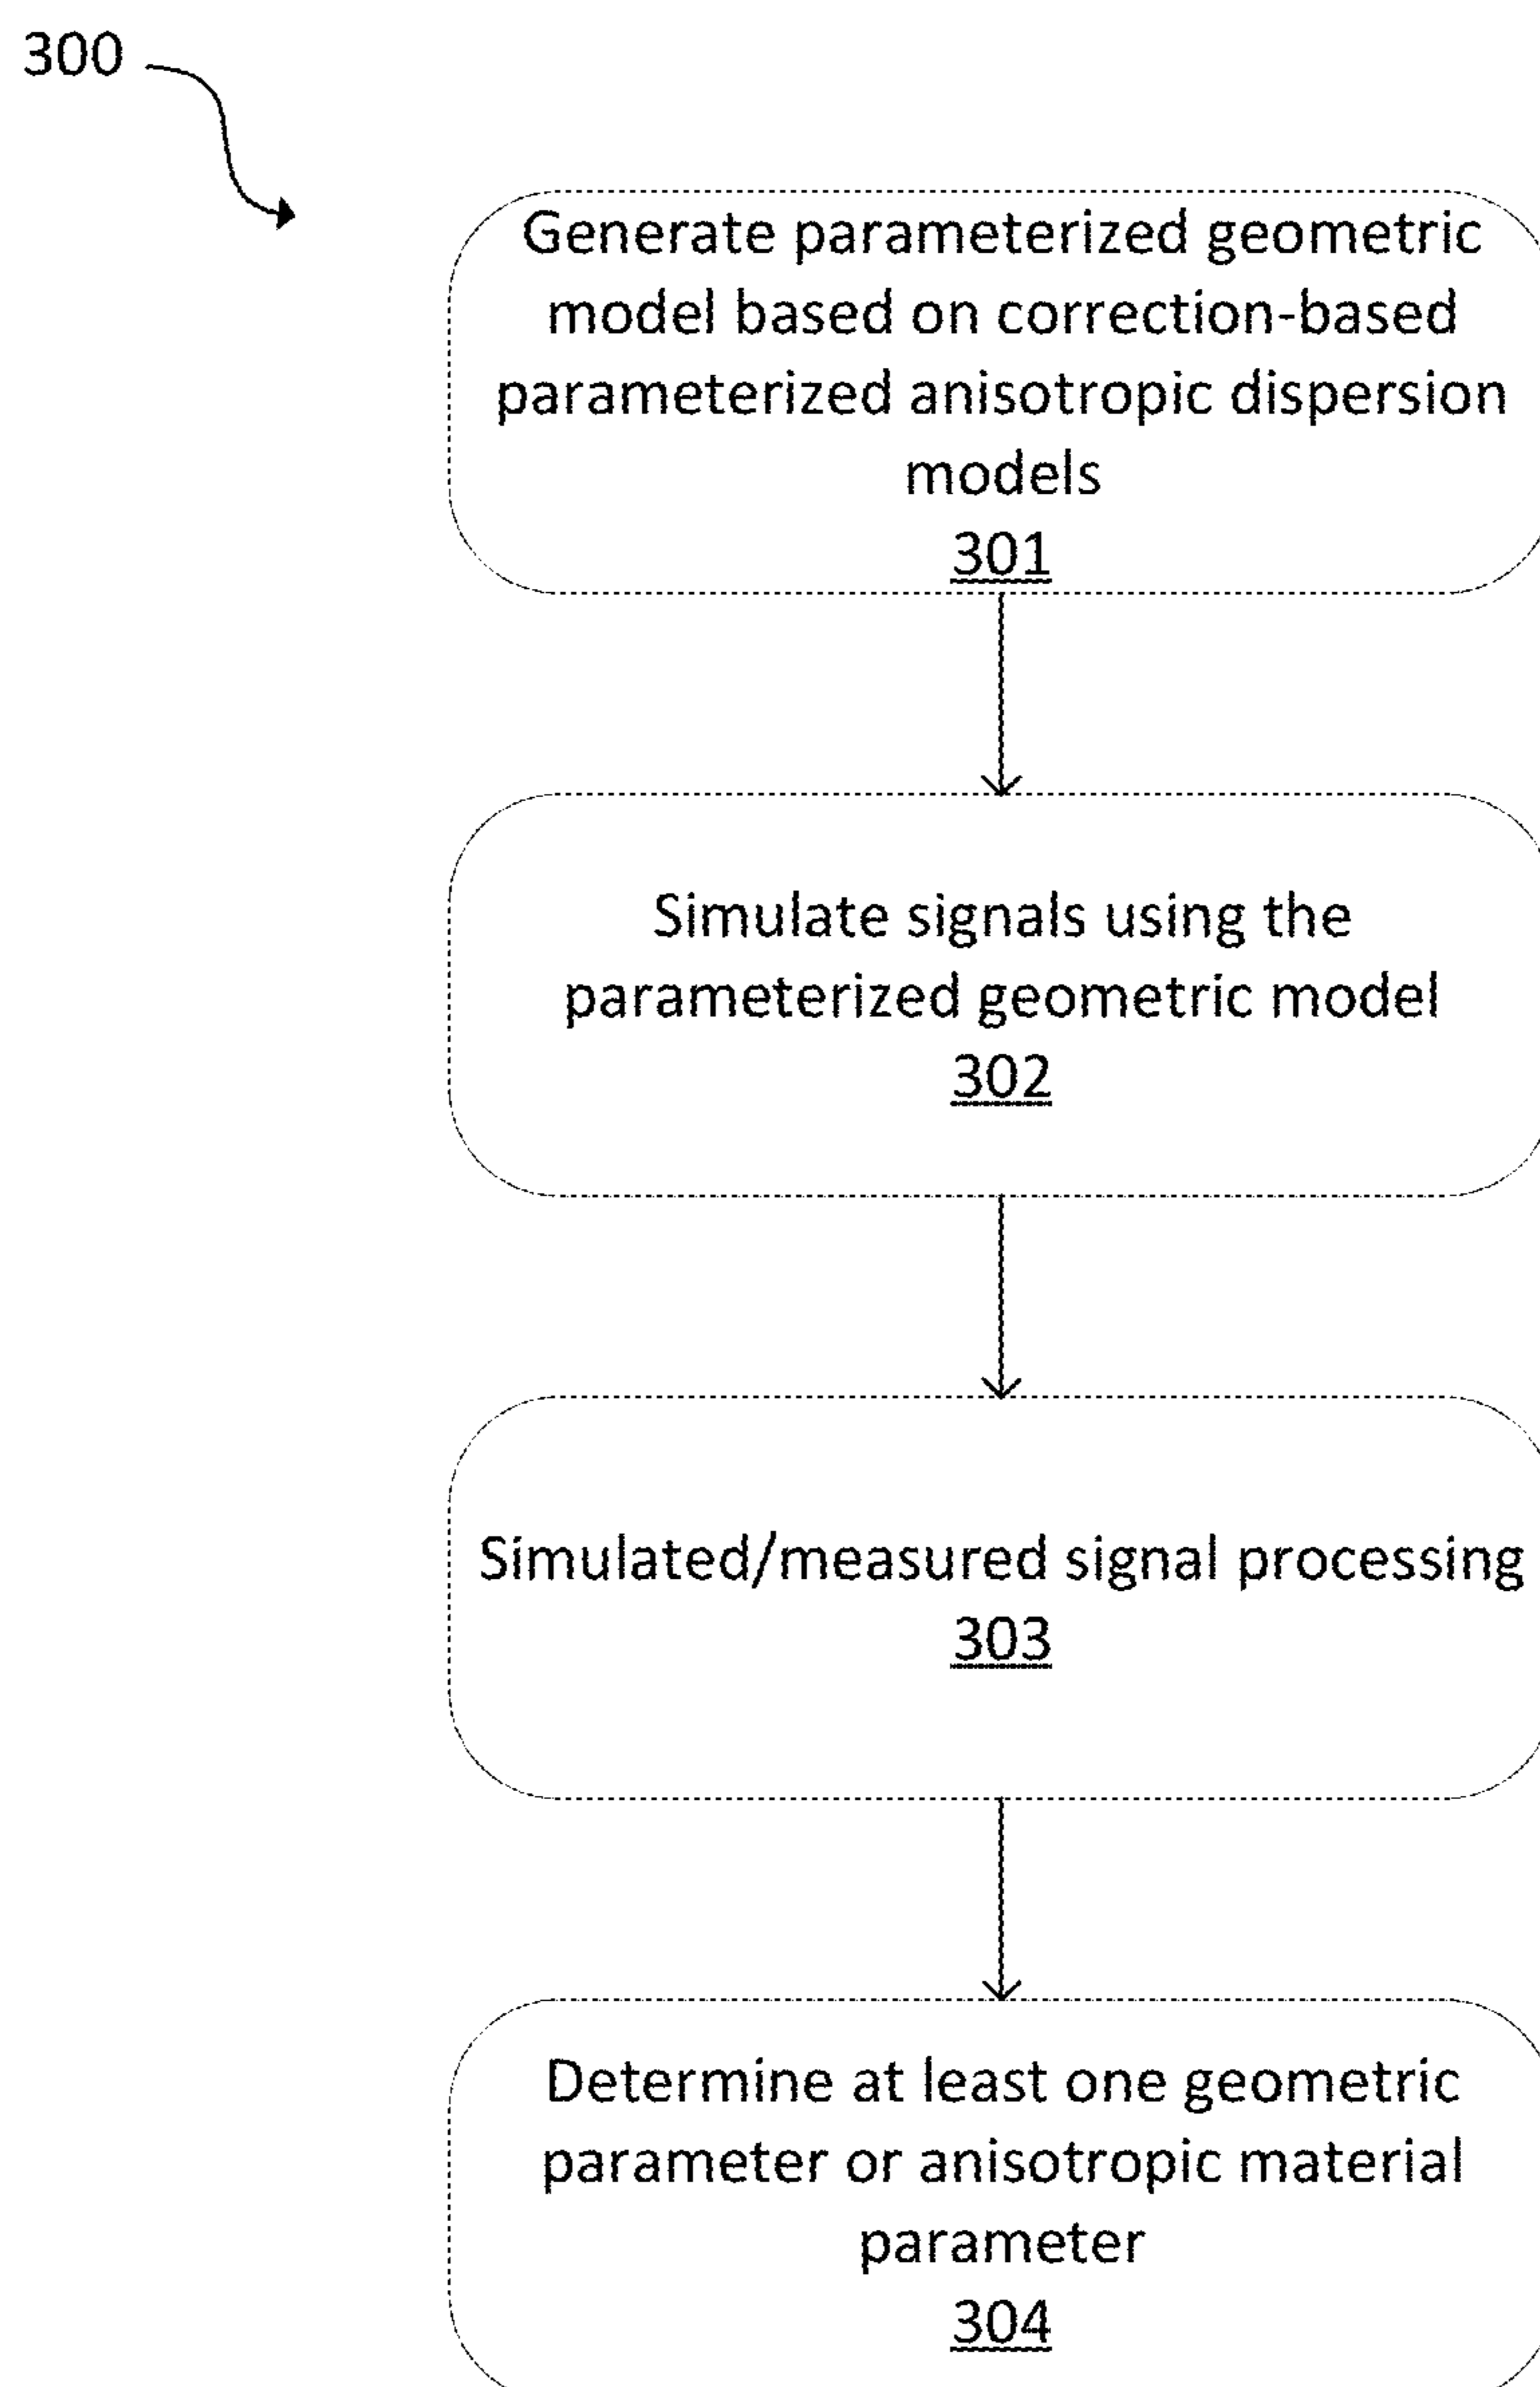 300
Generate parameterized geometric
model based on correction-based
parameterized anisotropic dispersion
models
301
Simulate signals using the
parameterized geometric model
302
Simulated/measured signal processing
303
Determine at least one geometric
parameter or anisotropic material
parameter
304